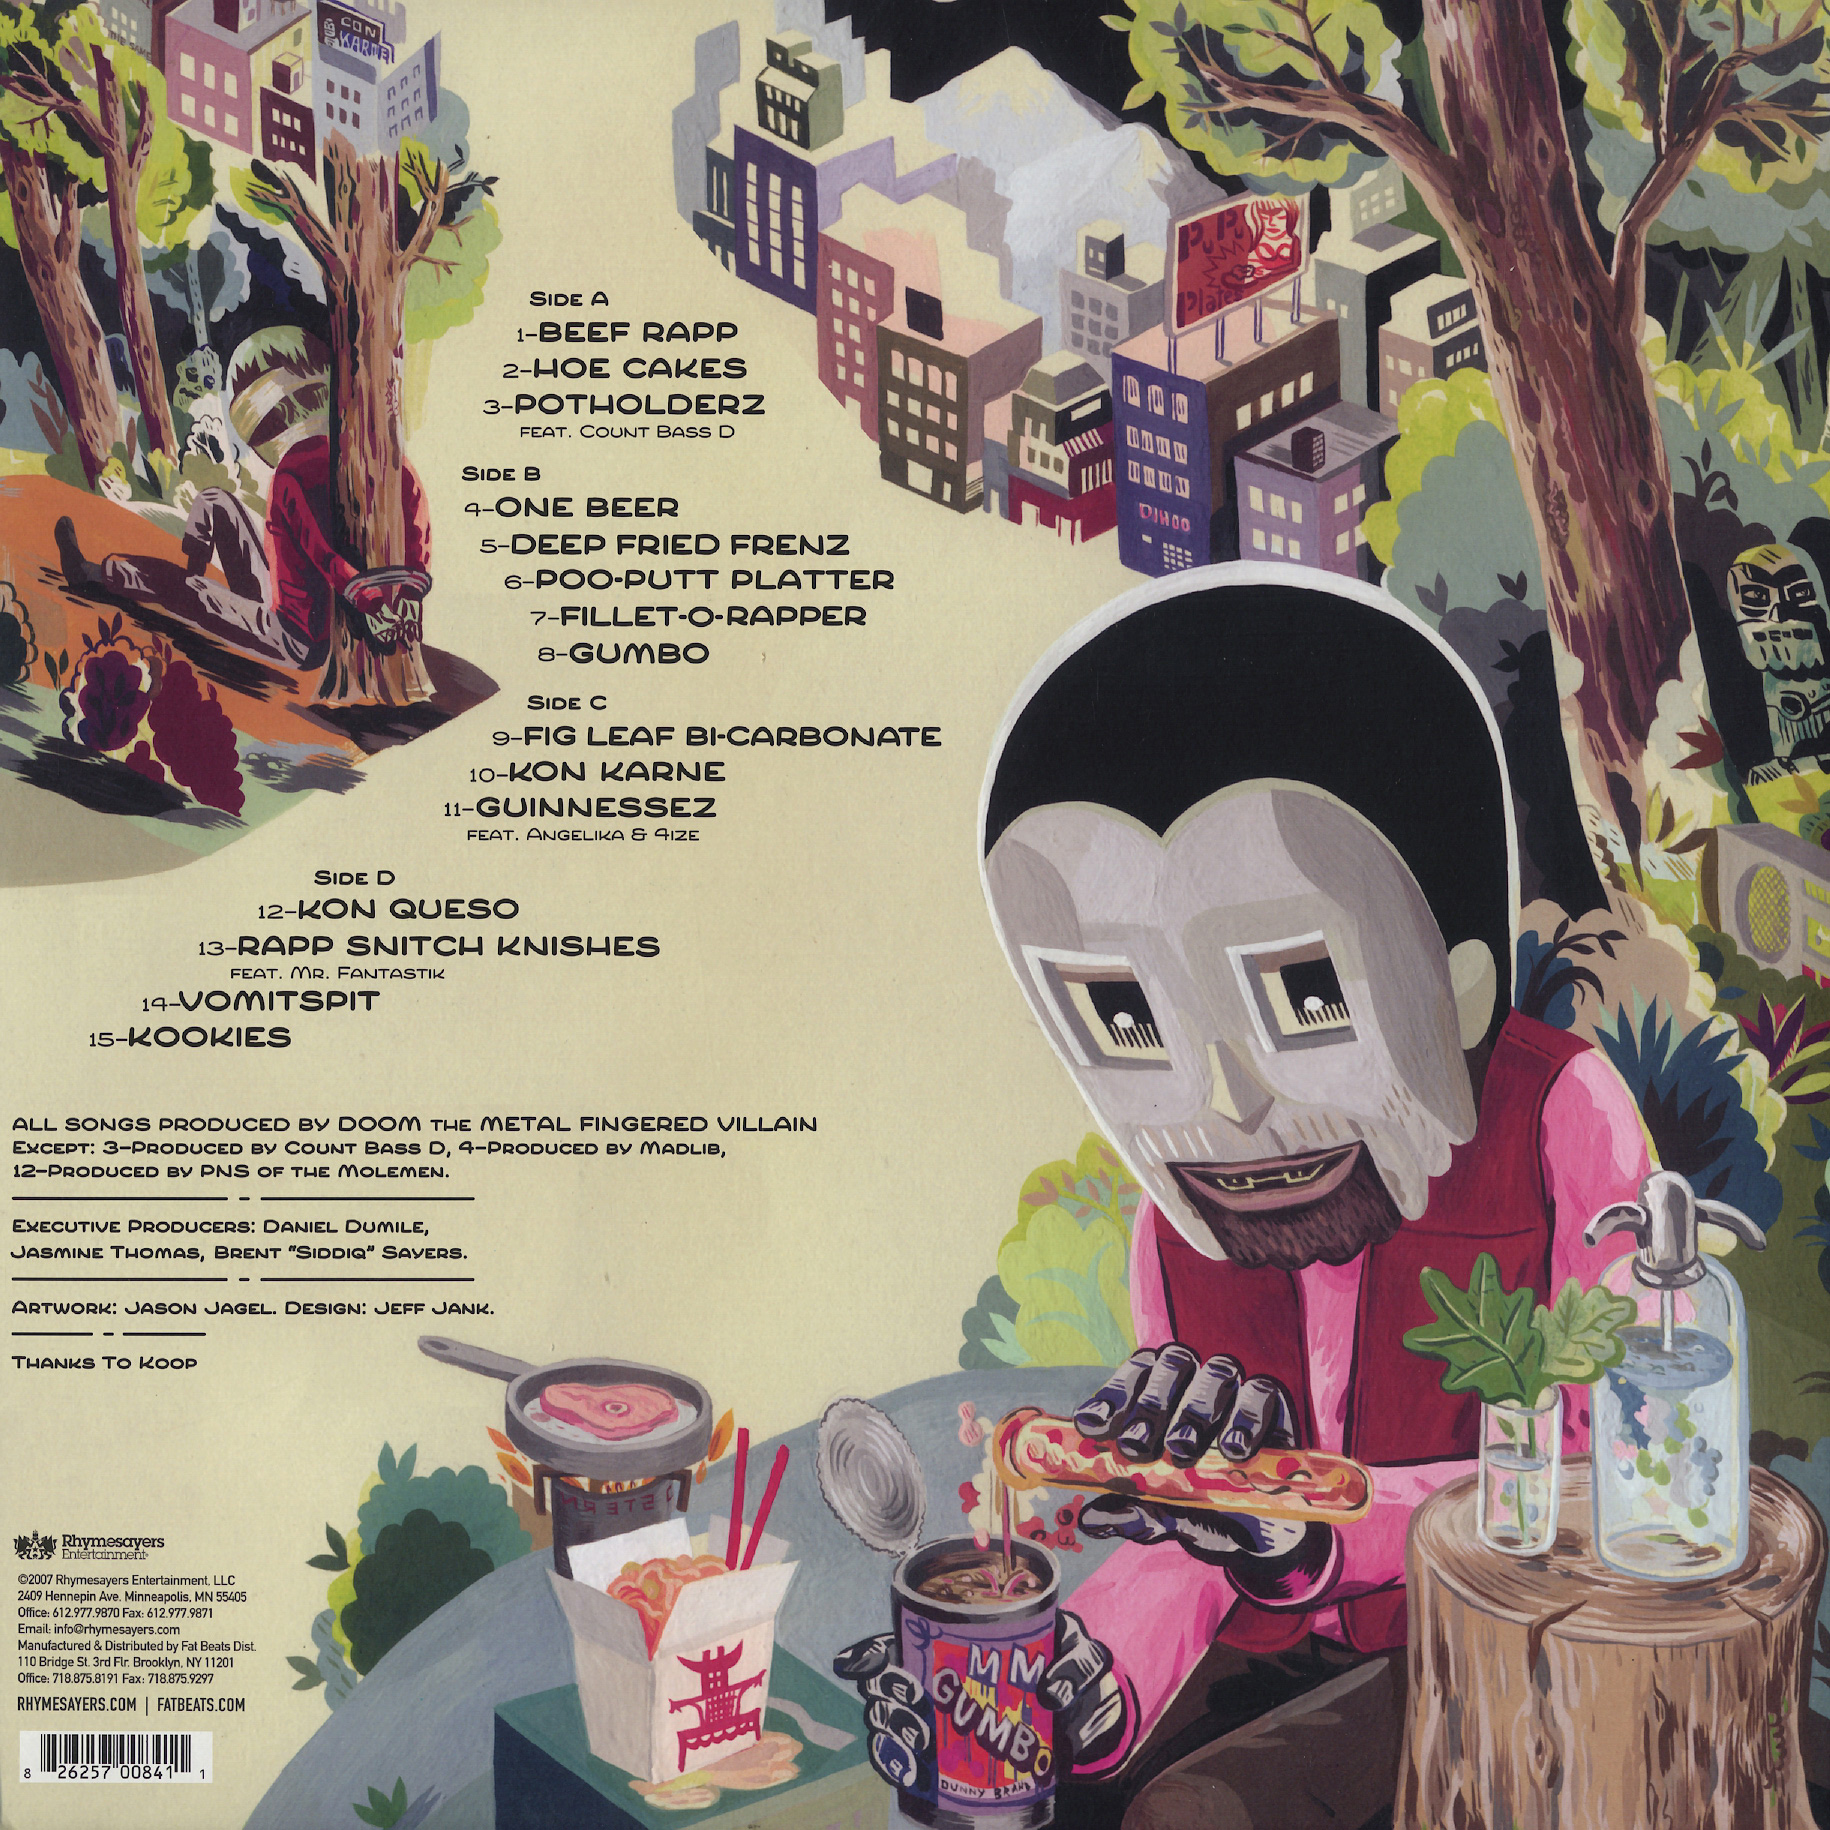 CON
KARNE
Pu Pu
Plates
SIDE A
1-BEEF RAPP
2-HOE CAKES
3-POTHOLDERZ
FEAT. COUNT BASS D
SIDE B
4-ONE BEER
5-DEEP FRIED FRENZ
6-POO-PUTT PLATTER
7-FILLET-O-RAPPER
8-GUMBO
SIDE C
9-FIG LEAF BI-CARBONATE
10-KON KARNE
11-GUINNESSEZ
FEAT. ANGELIKA & 4IZE
SIDE D
12-KON QUESO
13-RAPP SNITCH KNISHES
FEAT. MR. FANTASTIK
14-VOMITSPIT
15-KOOKIES
ALL SONGS PRODUCED BY DOOM THE METAL FINGERED VILLAIN
EXCEPT: 3-PRODUCED BY COUNT BASS D, 4-PRODUCED BY MADLIB,
12-PRODUCED BY PNS OF THE MOLEMEN.
EXECUTIVE PRODUCERS: DANIEL DUMILE,
JASMINE THOMAS, BRENT "SIDDIQ" SAYERS.
ARTWORK: JASON JAGEL. DESIGN: JEFF JANK.
THANKS TO KOOP
Rhymesayers
Entertainment
©2007 Rhymesayers Entertainment, LLC
2409 Hennepin Ave. Minneapolis, MN 55405
Office: 612.977.9870 Fax: 612.977.9871
Email: info@rhymesayers.com
Manufactured & Distributed by Fat Beats Dist.
110 Bridge St. 3rd Flr. Brooklyn, NY 11201
Office: 718.875.8191 Fax: 718.875.9297
RHYMESAYERS.COM | FATBEATS.COM
8 26257 00841 1
MM
GUMBO
DUNNY BRAND